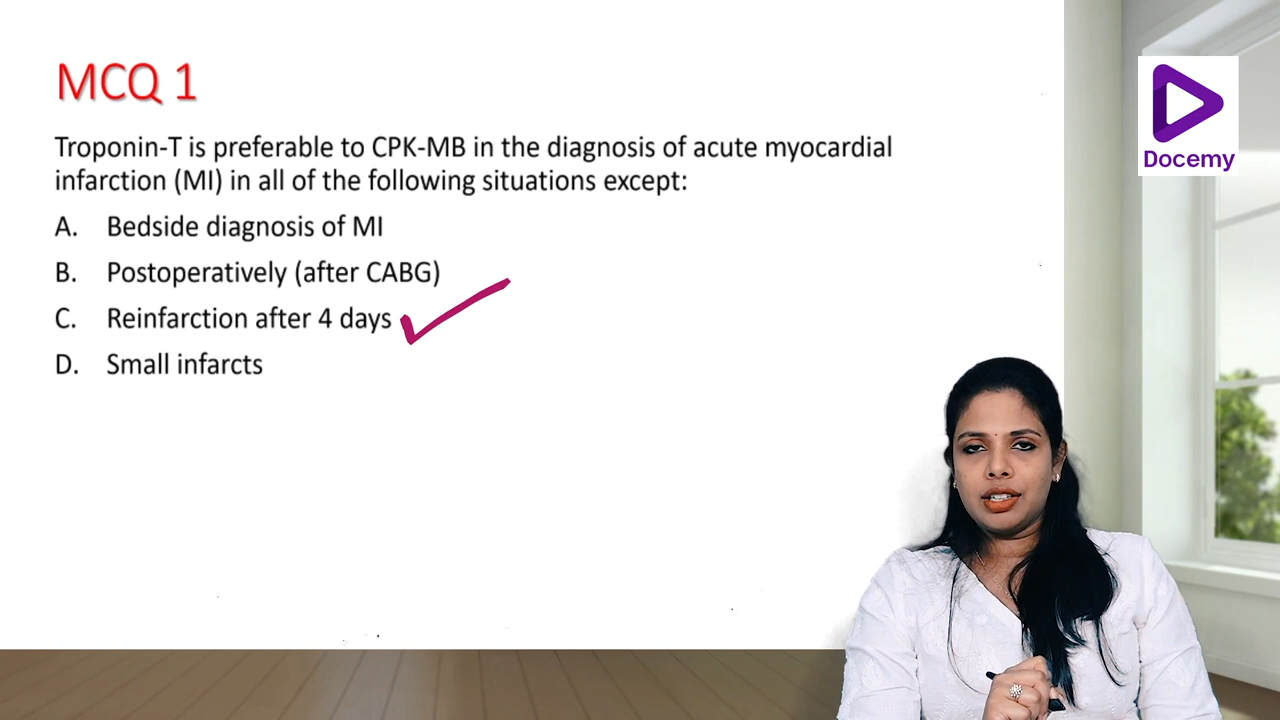 MCQ 1
Troponin-T is preferable to CPK-MB in the diagnosis of acute myocardial
infarction (MI) in all of the following situations except:
A. Bedside diagnosis of MI
B. Postoperatively (after CABG)
C. Reinfarction after 4 days
D. Small infarcts
Docemy